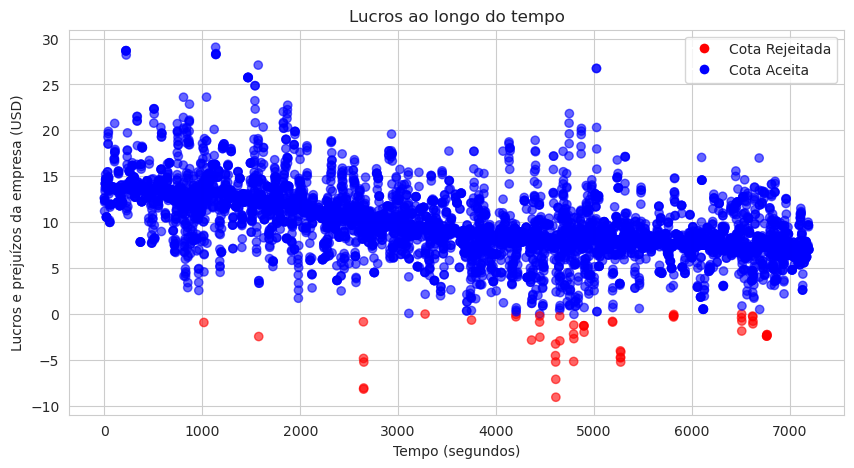 Lucros ao longo do tempo
Lucros e prejuízos da empresa (USD)
30
25
20
15
10
5
0
−5
−10
Cota Rejeitada
Cota Aceita
0 1000 2000 3000 4000 5000 6000 7000
Tempo (segundos)